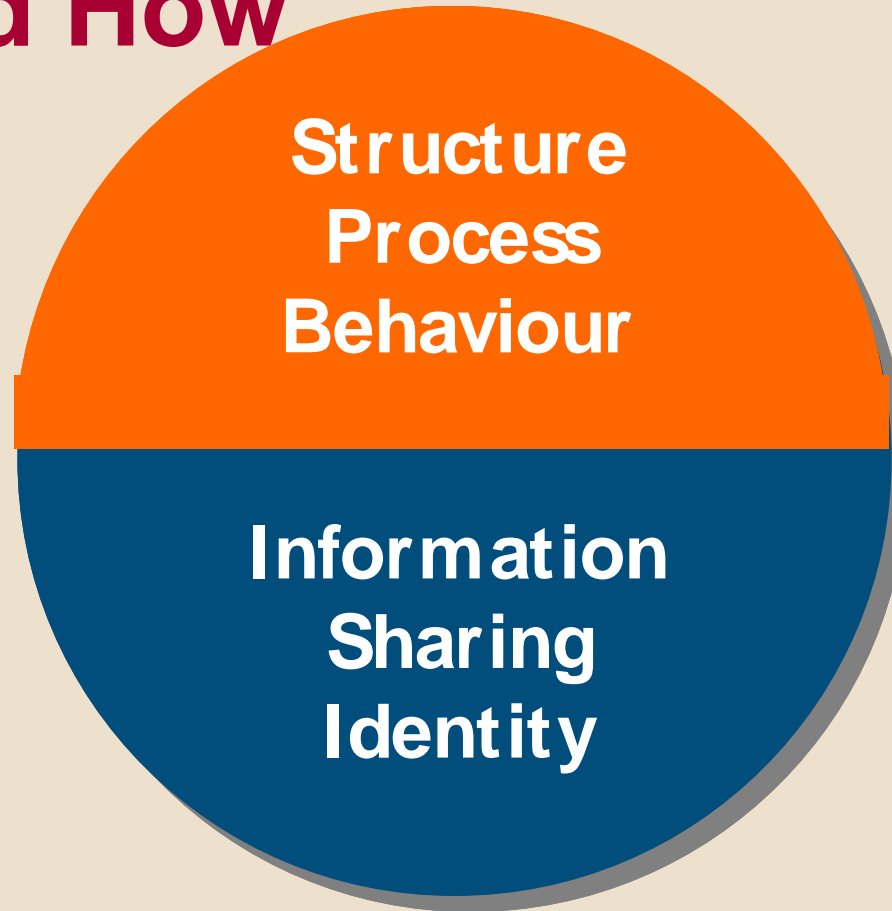 d How
Structure
Process
Behaviour
Information
Sharing
Identity